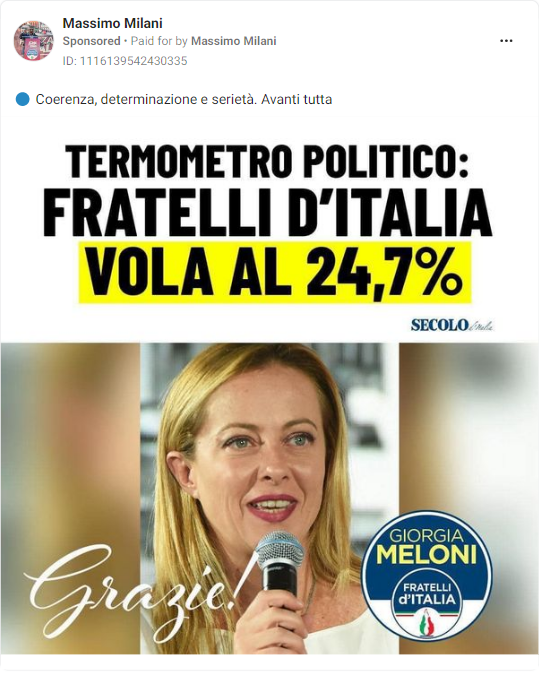 Massimo Milani
Sponsored • Paid for by Massimo Milani
ID: 1116139542430335
Coerenza, determinazione e serietà. Avanti tutta
TERMOMETRO POLITICO:
FRATELLI D'ITALIA
VOLA AL 24,7%
SECOLO d'Italia
Grazie!
GIORGIA
MELONI
FRATELLI
d'ITALIA